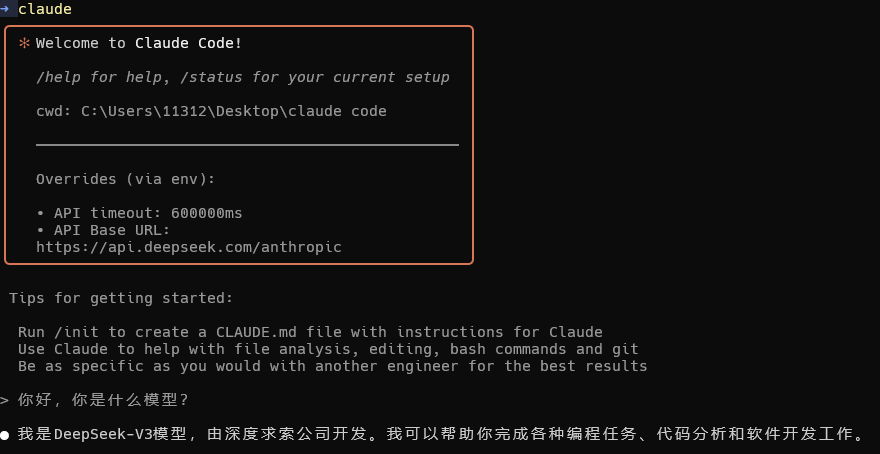 → claude
✻ Welcome to Claude Code!
/help for help, /status for your current setup
cwd: C:\Users\11312\Desktop\claude code
Overrides (via env):
• API timeout: 600000ms
• API Base URL:
https://api.deepseek.com/anthropic
Tips for getting started:
Run /init to create a CLAUDE.md file with instructions for Claude
Use Claude to help with file analysis, editing, bash commands and git
Be as specific as you would with another engineer for the best results
> 你好，你是什么模型?
● 我是DeepSeek-V3模型，由深度求索公司开发。我可以帮助你完成各种编程任务、代码分析和软件开发工作。